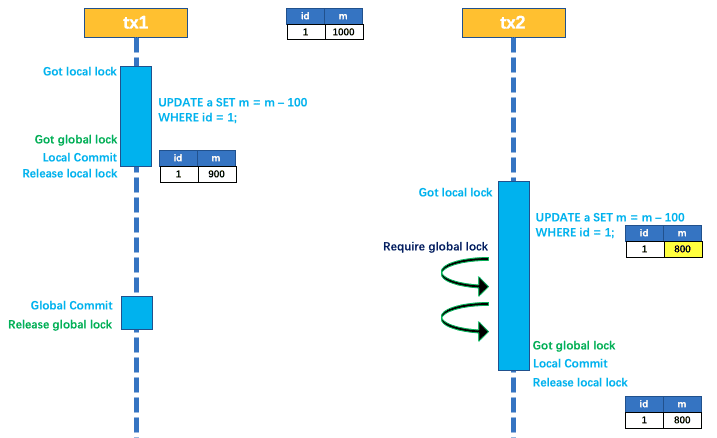 tx1
id m
1 1000
tx2
Got local lock
UPDATE a SET m = m – 100
WHERE id = 1;
Got global lock
Local Commit
Release local lock
id m
1 900
Got local lock
UPDATE a SET m = m – 100
WHERE id = 1;
id m
1 800
Require global lock
Global Commit
Release global lock
Got global lock
Local Commit
Release local lock
id m
1 800